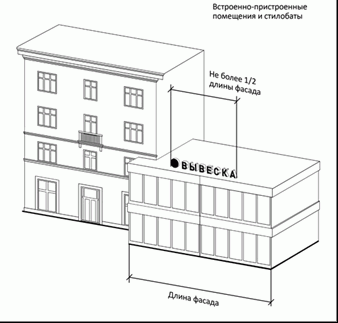 Встроенно-пристроенные
помещения и стилобаты
Не более 1/2
длины фасада
ВЫВЕСКА
Длина фасада